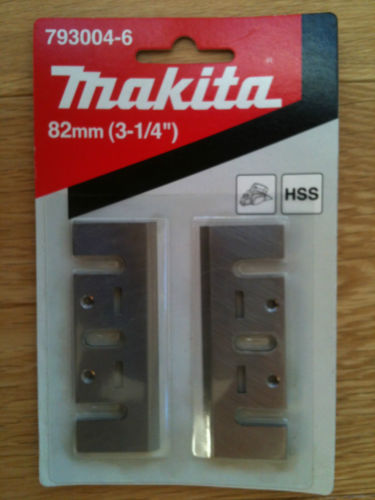 793004-6
makita
82mm (3-1/4")
HSS